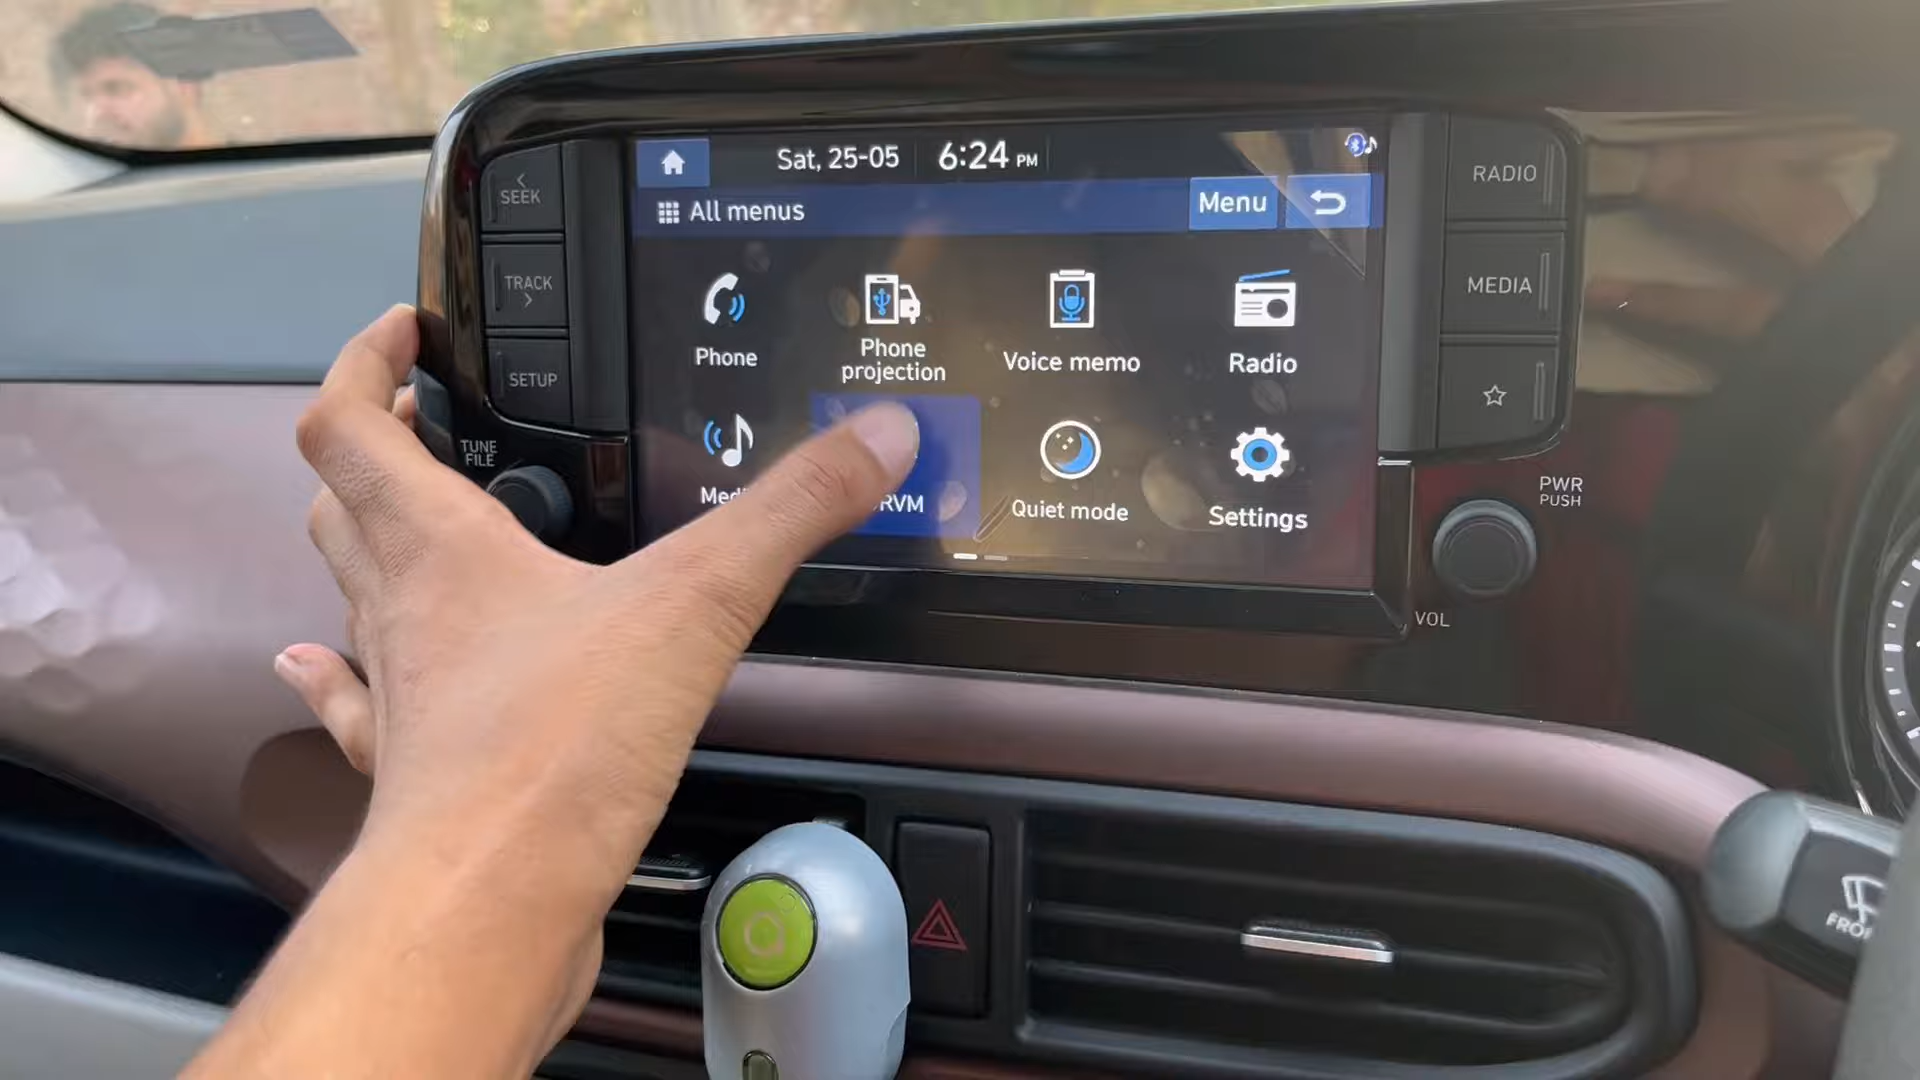 SEEK
TRACK
SETUP
TUNE
FILE
Sat, 25-05
6:24 PM
All menus
Menu
Phone
Phone
projection
Voice memo
Radio
Quiet mode
Settings
RADIO
MEDIA
PWR
PUSH
VOL